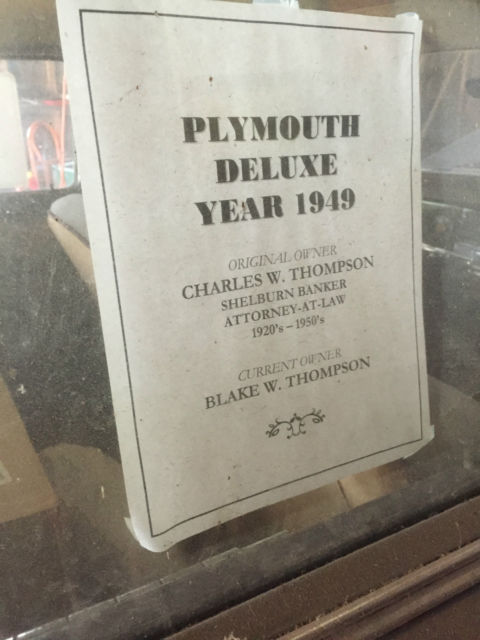 PLYMOUTH
DELUXE
YEAR 1949
ORIGINAL OWNER
CHARLES W. THOMPSON
SHELBURN BANKER
ATTORNEY-AT-LAW
1920's – 1950's
CURRENT OWNER
BLAKE W. THOMPSON